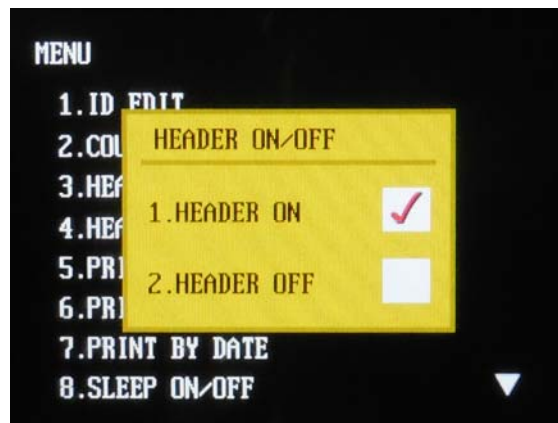 MENU
1.ID EDIT
2.COU
HEADER ON/OFF
3.HEA
1.HEADER ON
4.HEA
5.PRI
2.HEADER OFF
6.PRI
7.PRINT BY DATE
8.SLEEP ON/OFF